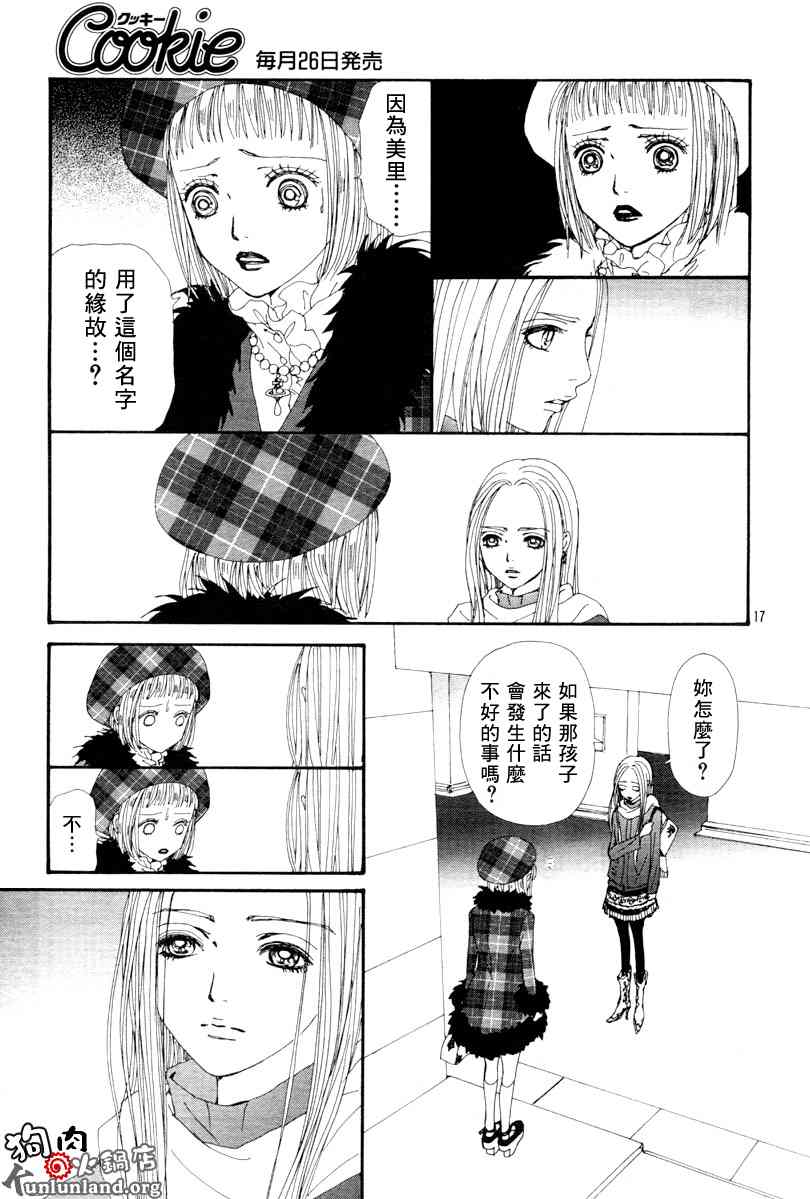 クッキー
Cookie
毎月26日発売
因為美里……
用了這個名字
的緣故…?
17
妳怎麼了?
如果那孩子
來了的話
會發生什麼
不好的事嗎?
不…
狗肉
火鍋店
Kunlunland.org